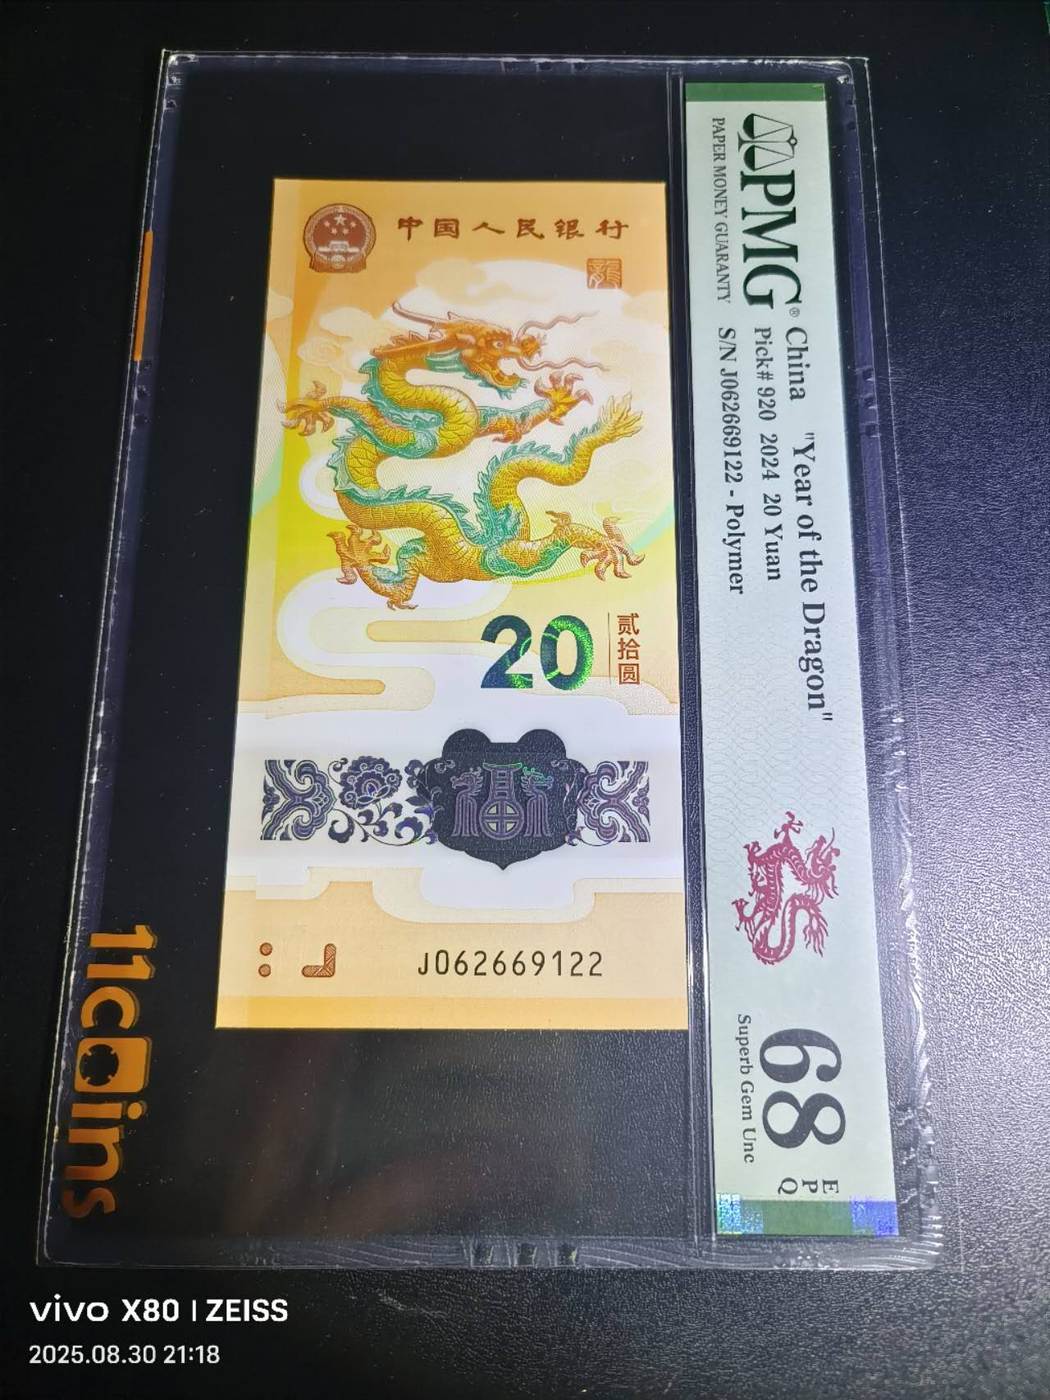 中国人民银行
龍
20
贰拾圆
福
J062669122
PMG®
PAPER MONEY GUARANTY
China "Year of the Dragon"
Pick# 920 2024 20 Yuan
S/N J062669122 - Polymer
68
EPQ
Superb Gem Unc
11coins
vivo X80 | ZEISS
2025.08.30 21:18